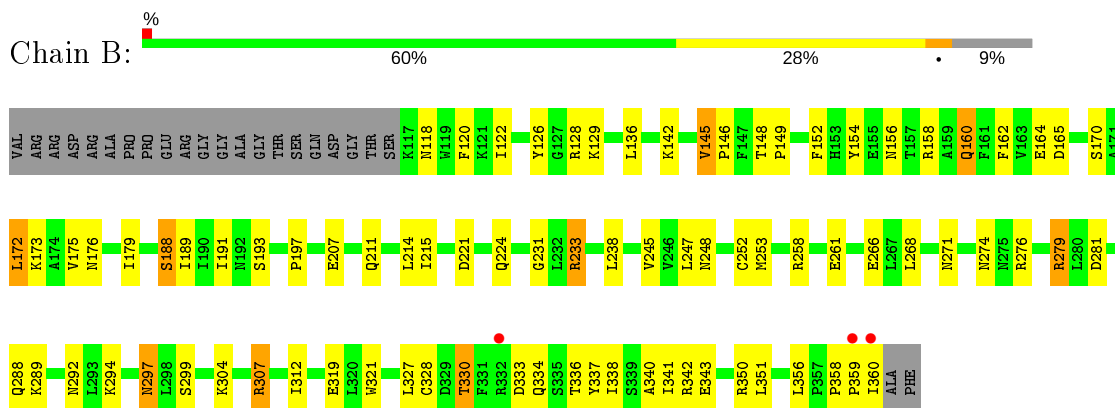 %
Chain B:
60% 28% • 9%
VAL ARG ARG ASP ARG ALA PRO PRO GLU ARG GLY GLY ALA GLY THR SER GLN ASP GLY THR SER K117 N118 W119 F120 K121 I122 Y126 G127 R128 K129 L136 K142 V145 P146 F147 T148 P149 F152 H153 Y154 E155 N156 T157 R158 A159 Q160 F161 F162 V163 E164 D165 S170 A171
L172 K173 A174 V175 N176 I179 S188 I189 I190 I191 N192 S193 P197 E207 Q211 L214 I215 D221 Q224 G231 L232 R233 L238 V245 V246 L247 N248 C252 M253 R258 E261 E266 L267 L268 N271 N274 N275 R276 R279 L280 D281
Q288 K289 N292 L293 K294 N297 L298 S299 K304 R307 I312 E319 L320 W321 L327 C328 D329 T330 F331 R332 D333 Q334 S335 T336 Y337 I338 S339 A340 I341 R342 E343 R350 L351 L356 P357 P358 P359 I360 ALA PHE